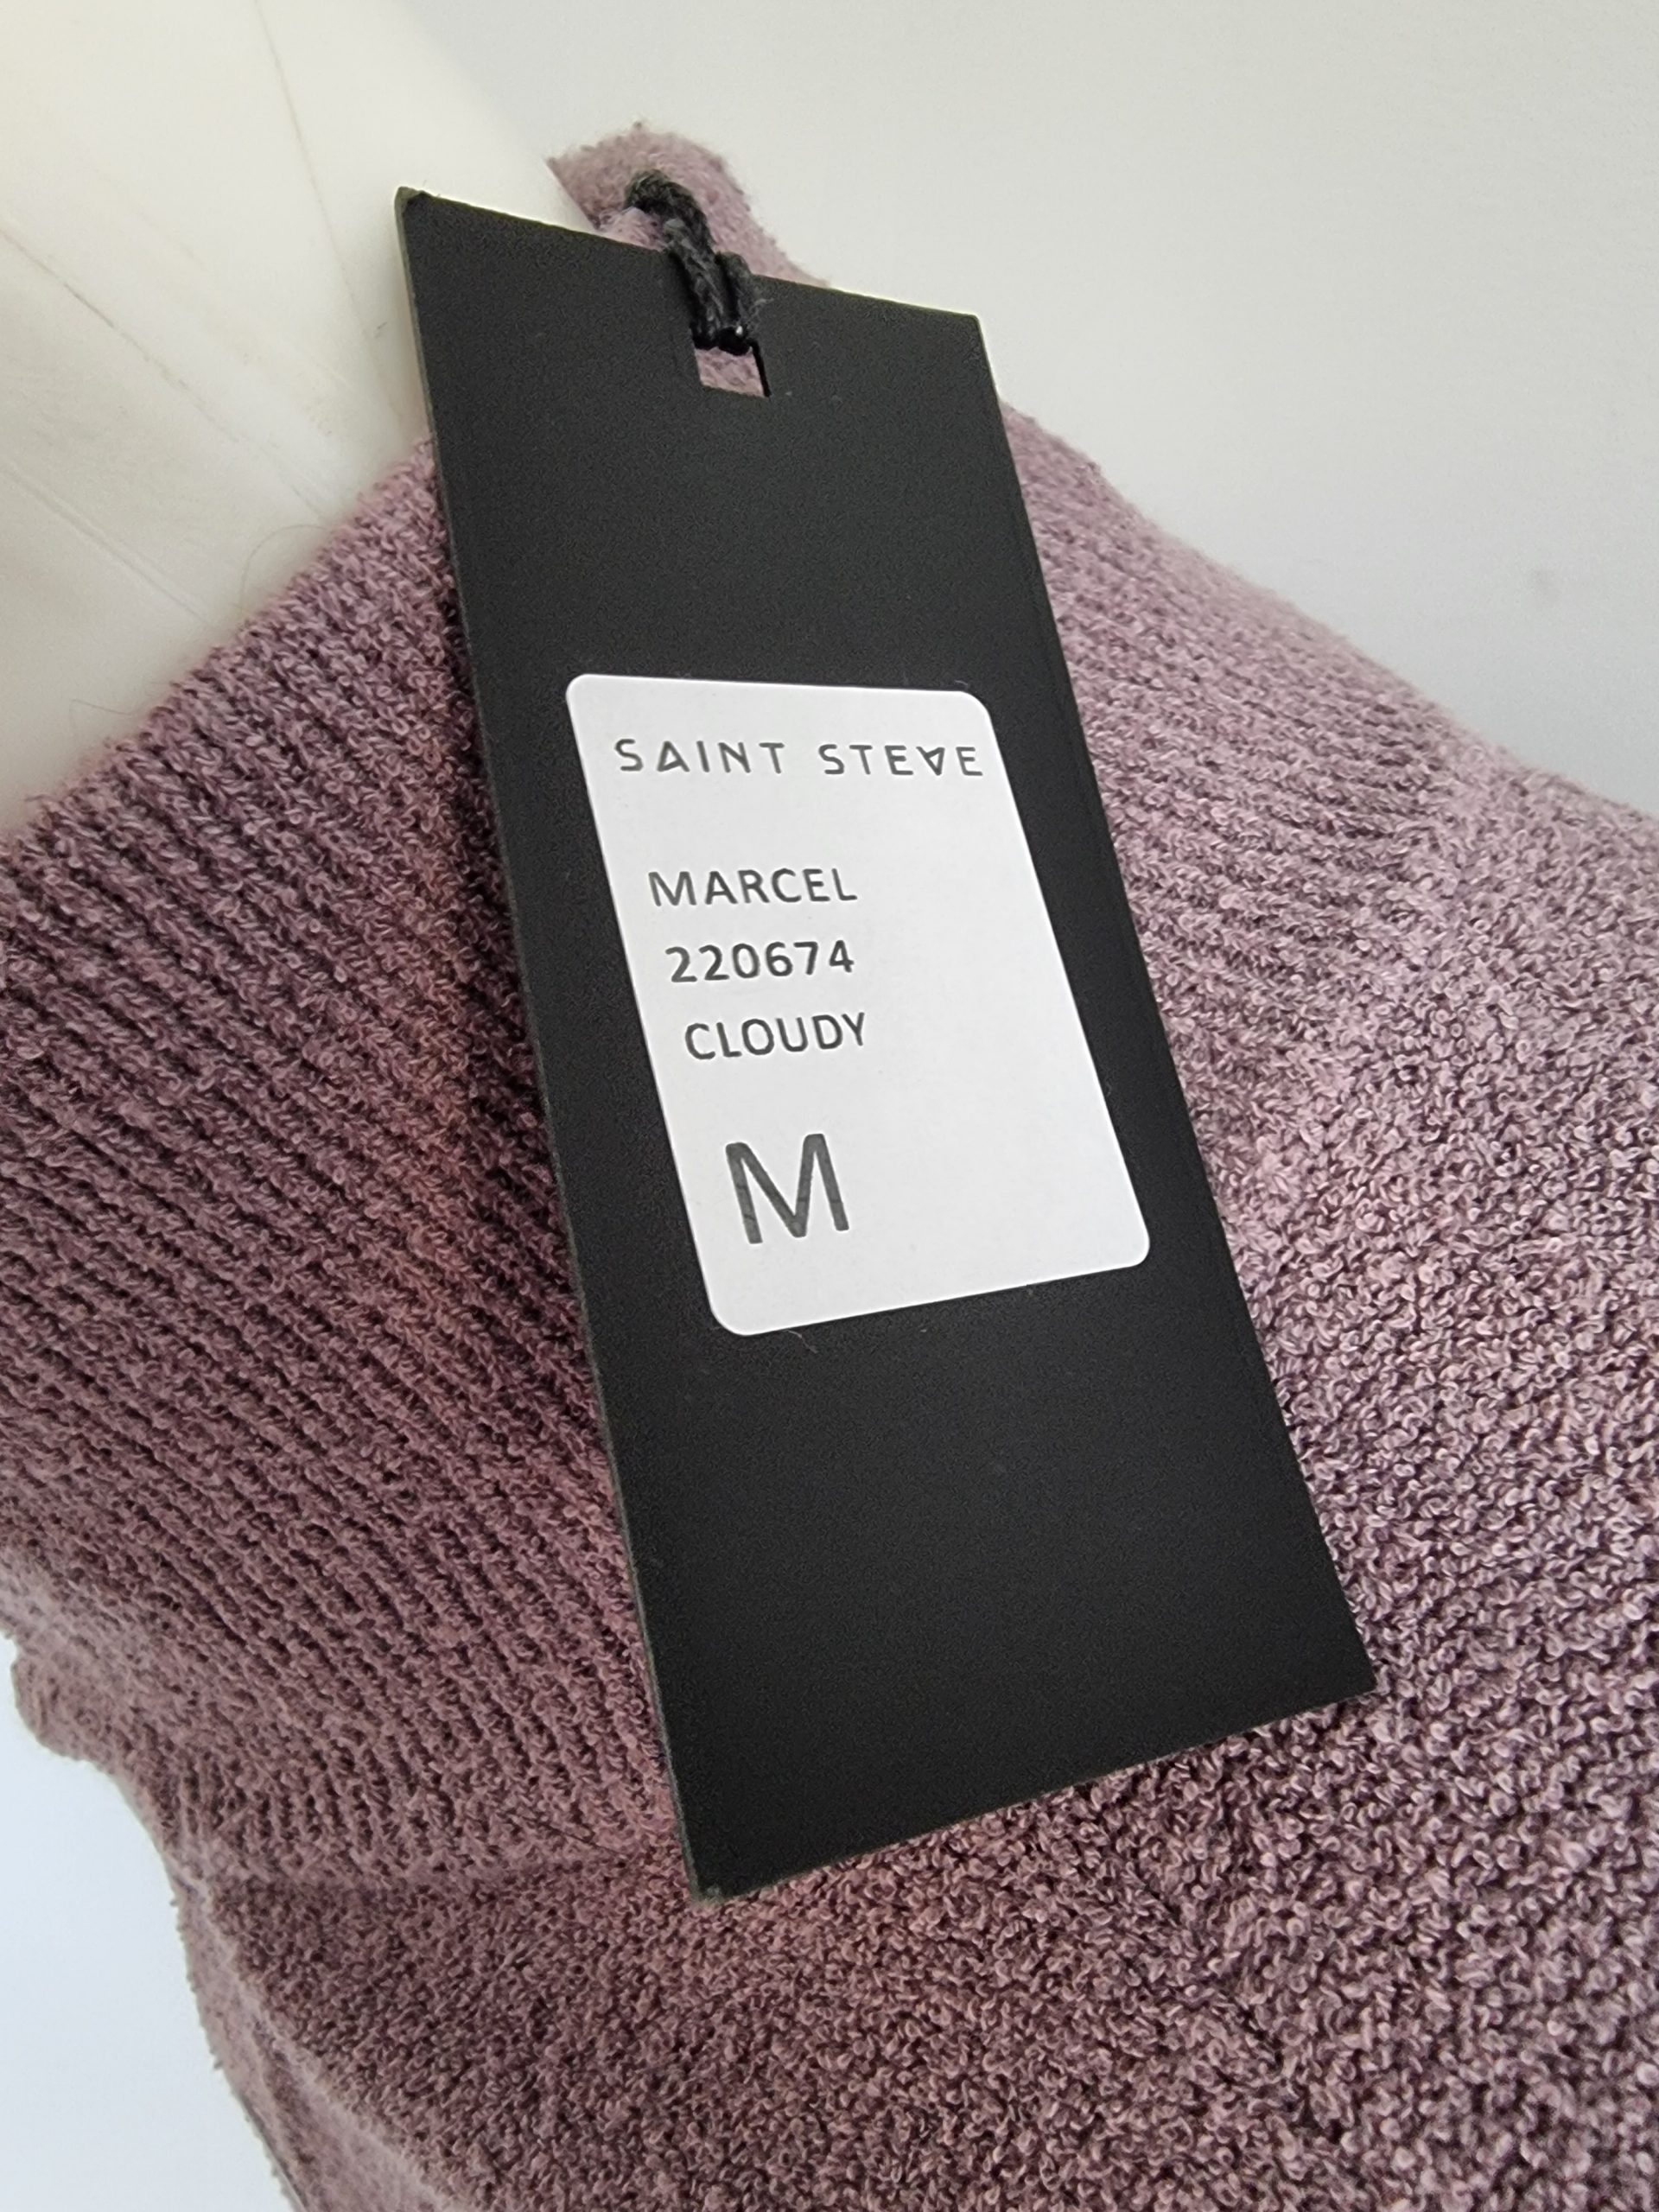 SAINT STEVE
MARCEL
220674
CLOUDY
M